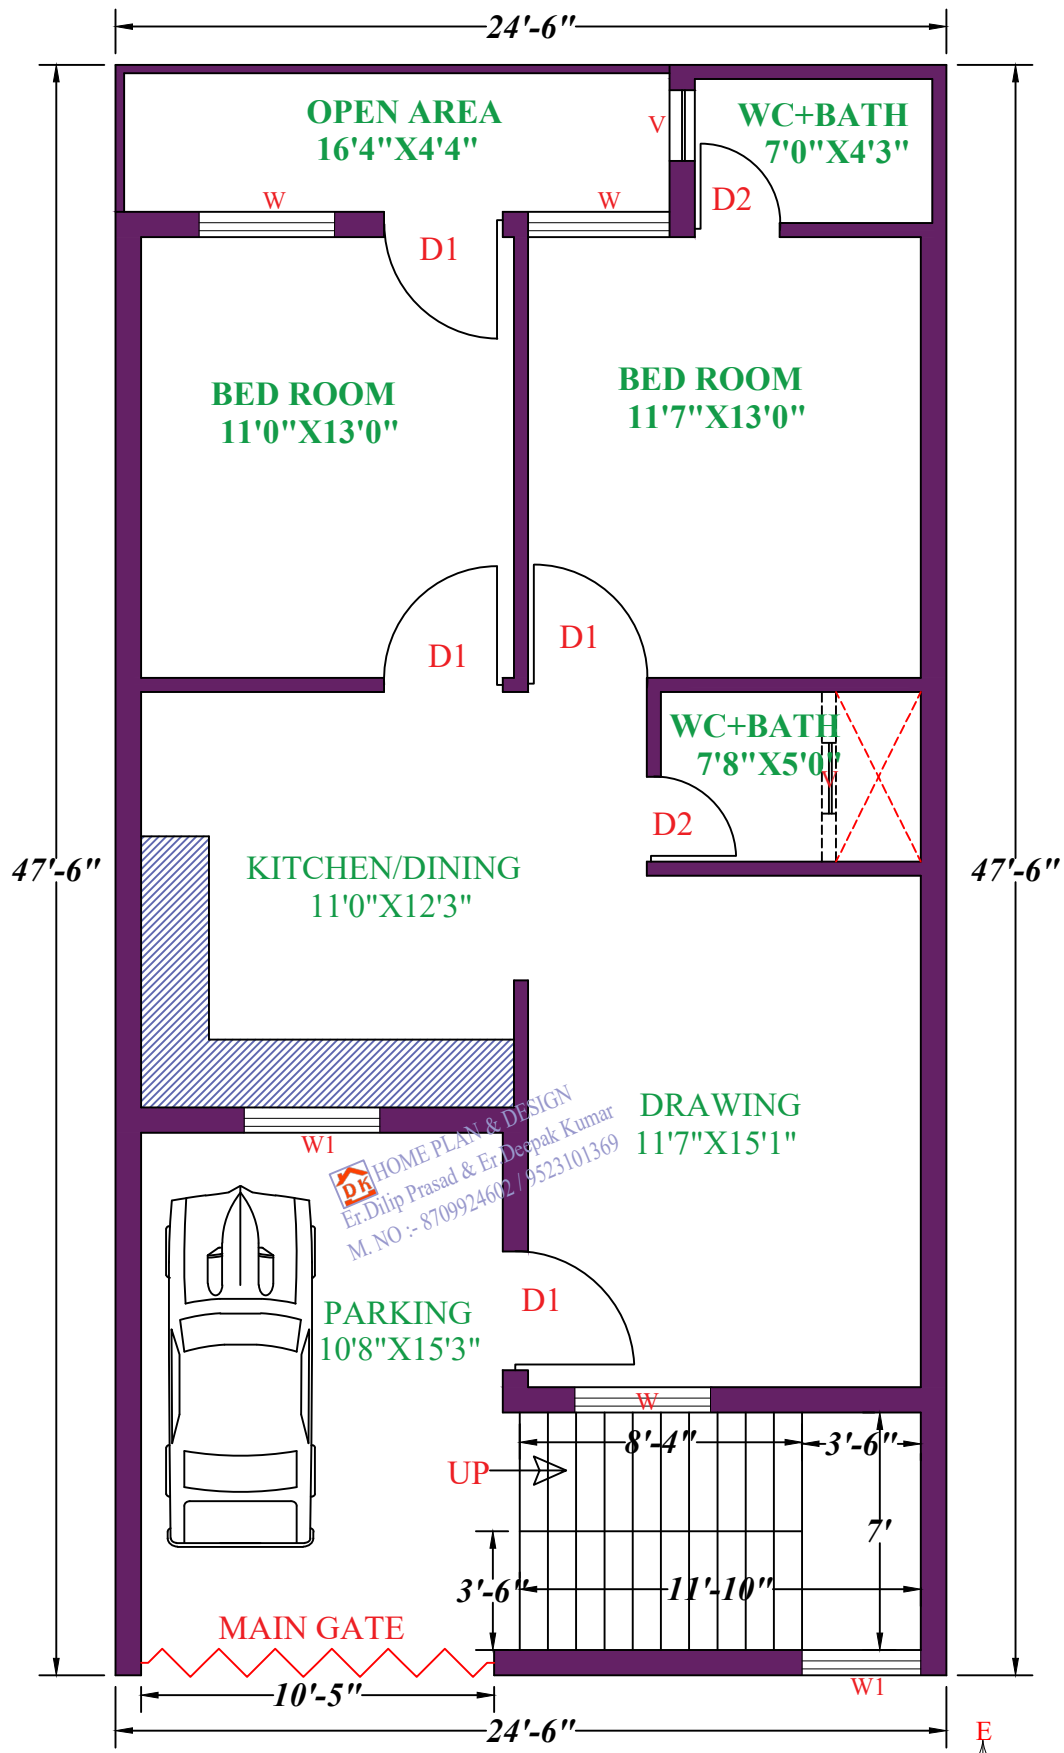 24'-6"
OPEN AREA
16'4"X4'4"
V
WC+BATH
7'0"X4'3"
W
W
D2
D1
BED ROOM
11'0"X13'0"
BED ROOM
11'7"X13'0"
D1
D1
WC+BATH
7'8"X5'0"
V
D2
47'-6"
KITCHEN/DINING
11'0"X12'3"
47'-6"
DRAWING
11'7"X15'1"
W1
DK
HOME PLAN & DESIGN
Er.Dilip Prasad & Er.Deepak Kumar
M. NO :- 8709924602 / 9523101369
PARKING
10'8"X15'3"
D1
W
8'-4"
3'-6"
UP
7'
3'-6"
11'-10"
MAIN GATE
W1
10'-5"
24'-6"
E